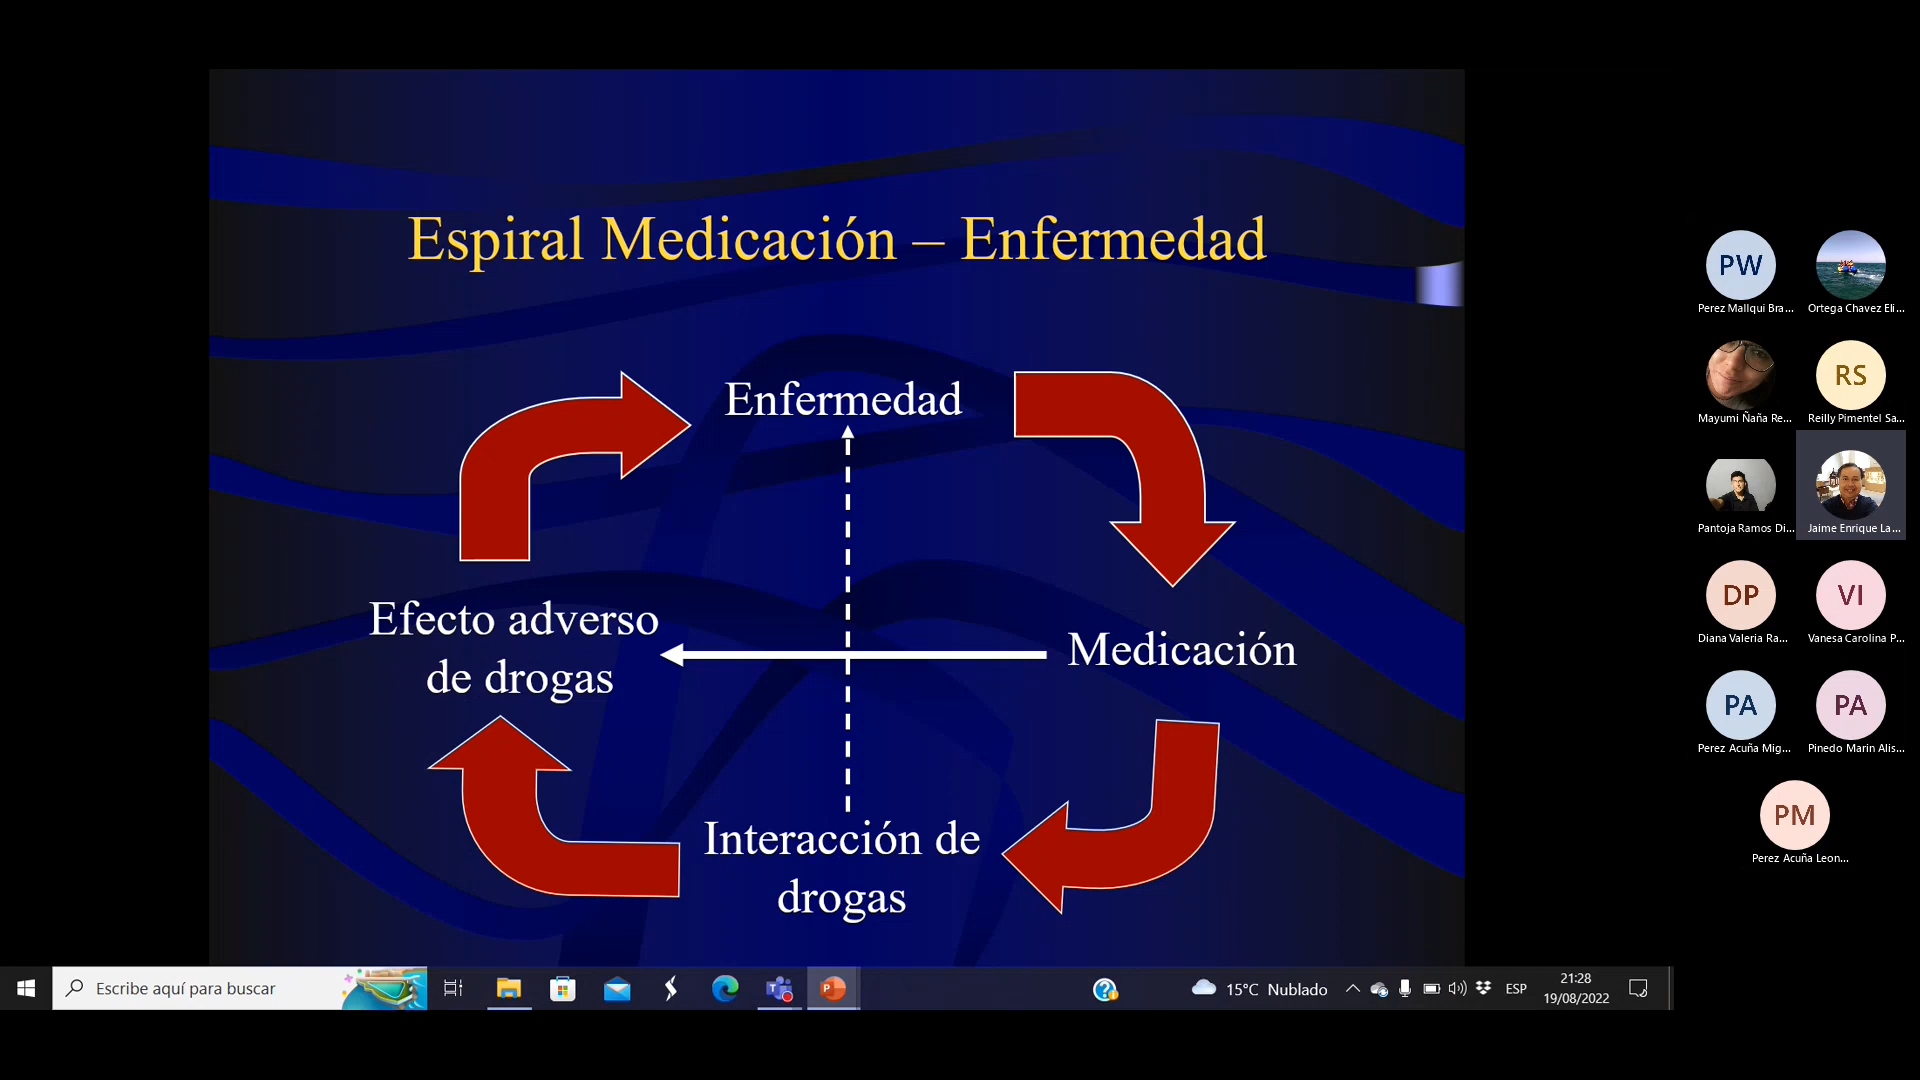 Espiral Medicación – Enfermedad
Enfermedad
Efecto adverso
de drogas
Medicación
Interacción de
drogas
PW
Perez Mallqui Bra...
Ortega Chavez Eli...
Mayumi Ñaña Re...
RS
Reilly Pimentel Sa...
Pantoja Ramos Di...
Jaime Enrique La...
DP
Diana Valeria Ra...
VI
Vanesa Carolina P...
PA
Perez Acuña Mig...
PA
Pinedo Marin Alis...
PM
Perez Acuña Leon...
Escribe aquí para buscar
15°C Nublado
ESP
21:28
19/08/2022